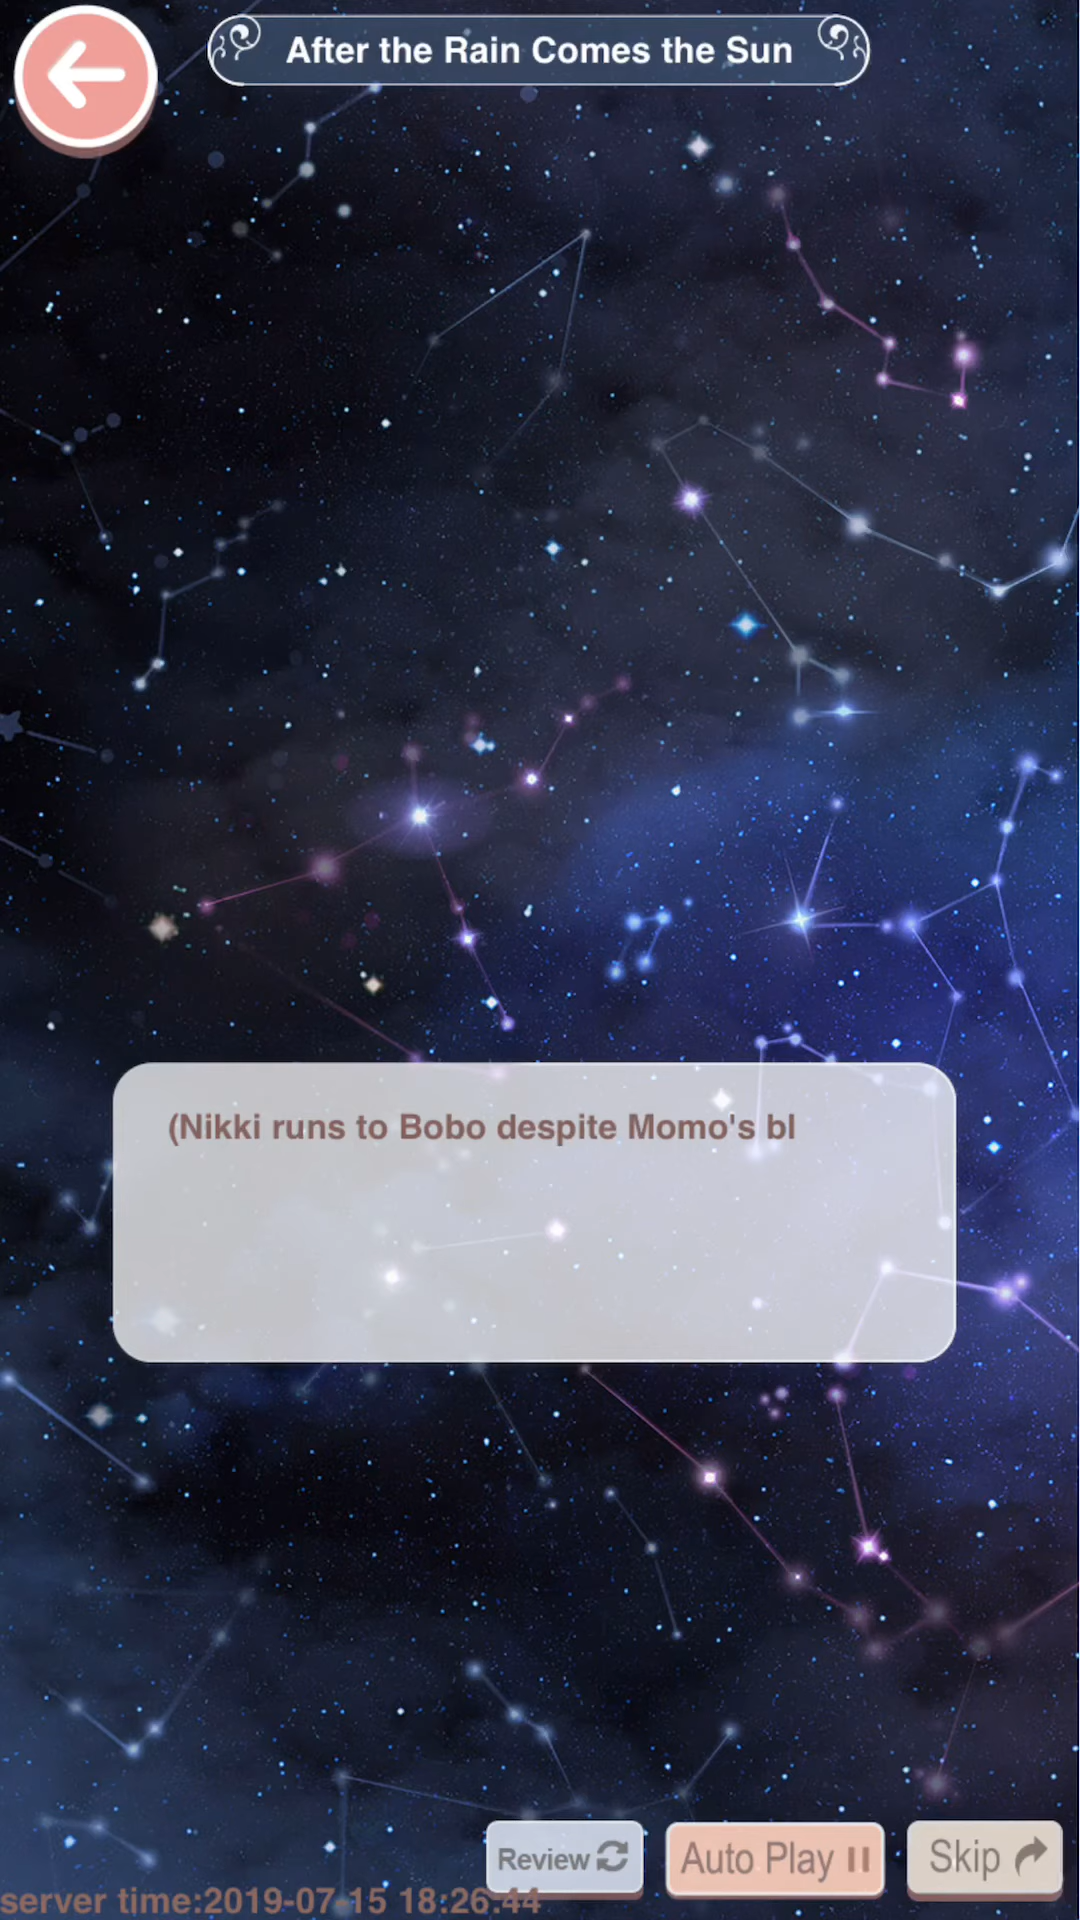 After the Rain Comes the Sun
(Nikki runs to Bobo despite Momo's bl
Review
Auto Play
Skip
server time:2019-07-15 18:26:44